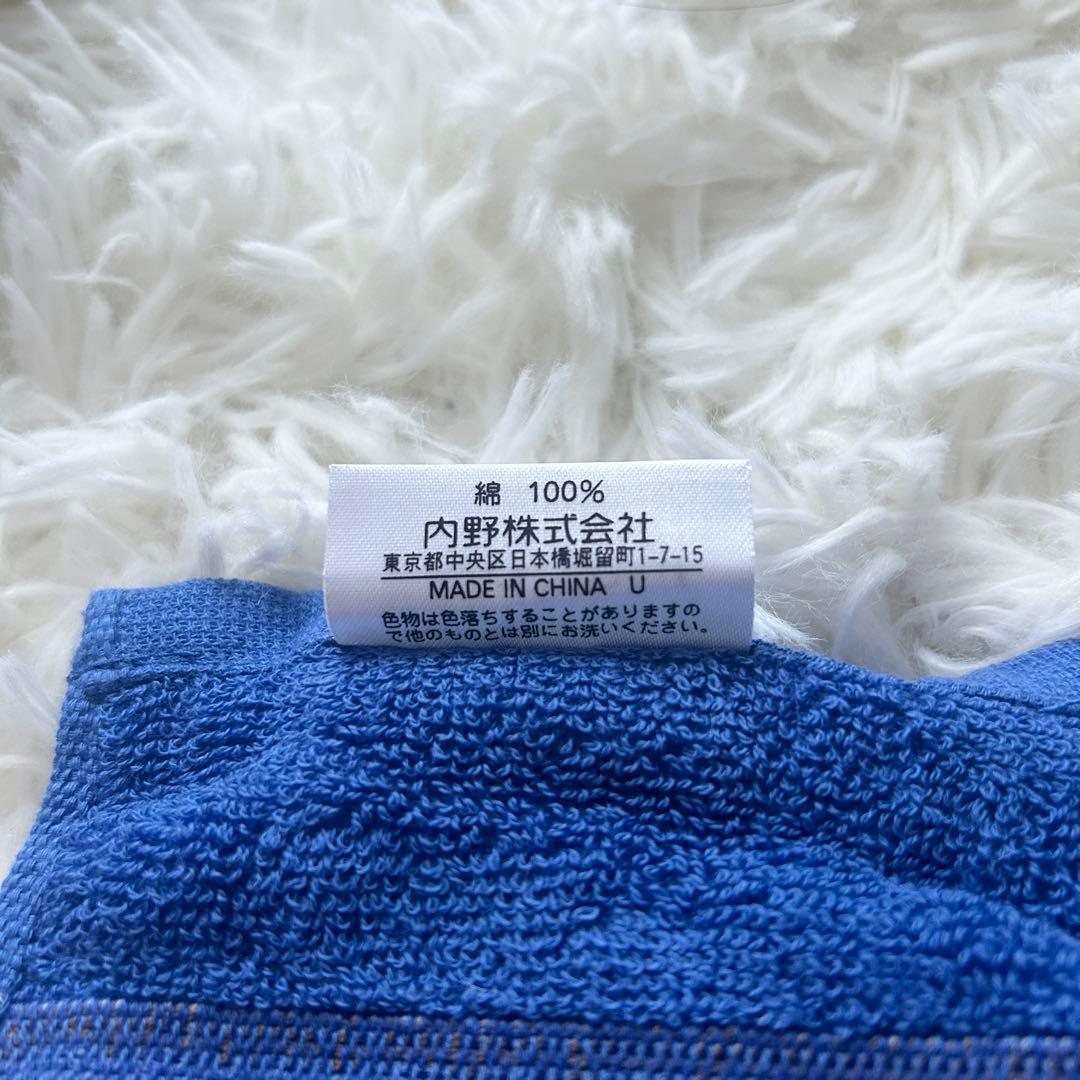 綿 100%
内野株式会社
東京都中央区日本橋堀留町1-7-15
MADE IN CHINA U
色物は色落ちすることがありますの
で他のものとは別にお洗いください。